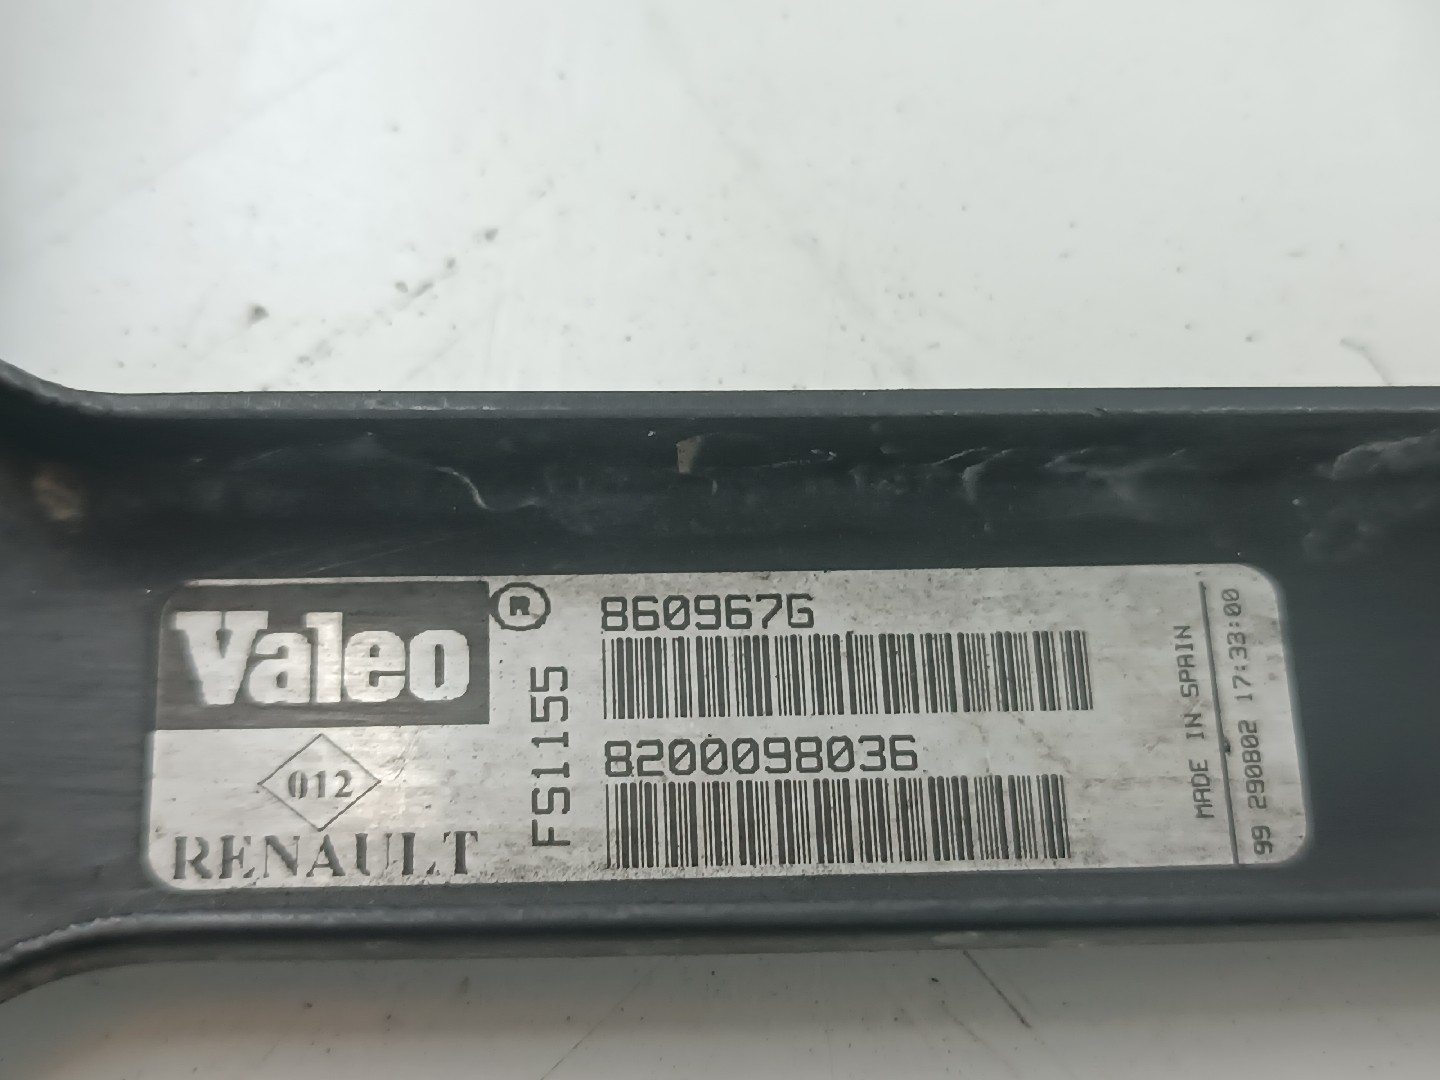 Valeo ®
012
RENAULT
FS1155
860967G
8200098036
MADE IN SPAIN
99 290802 17:33:00